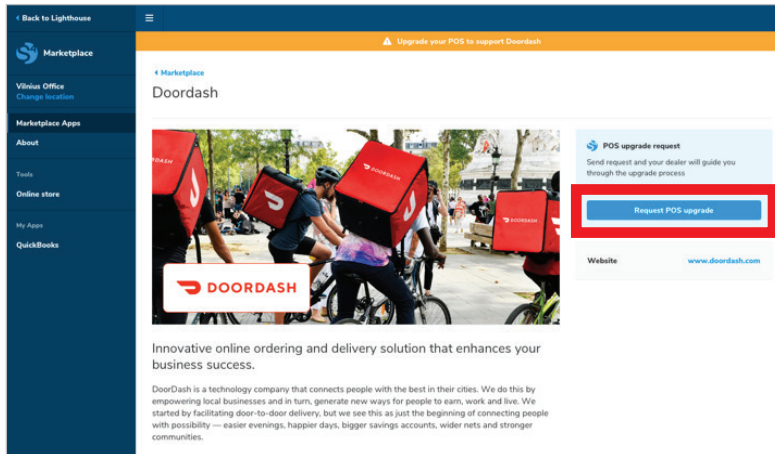 Back to Lighthouse
Marketplace
Vilnius Office
Change location
Marketplace Apps
About
Tools
Online store
My Apps
QuickBooks
Upgrade your POS to support Doordash
Marketplace
Doordash
DOORDASH
DOORDASH
DOORDASH
DOORDASH
POS upgrade request
Send request and your dealer will guide you
through the upgrade process
Request POS upgrade
Website www.doordash.com
Innovative online ordering and delivery solution that enhances your
business success.
DoorDash is a technology company that connects people with the best in their cities. We do this by
empowering local businesses and in turn, generate new ways for people to earn, work and live. We
started by facilitating door-to-door delivery, but we see this as just the beginning of connecting people
with possibility — easier evenings, happier days, bigger savings accounts, wider nets and stronger
communities.